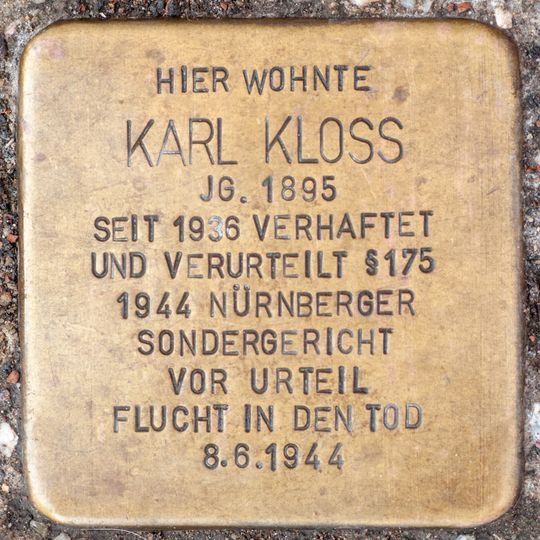 HIER WOHNTE
KARL KLOSS
JG. 1895
SEIT 1936 VERHAFTET
UND VERURTEILT §175
1944 NÜRNBERGER
SONDERGERICHT
VOR URTEIL
FLUCHT IN DEN TOD
8.6.1944